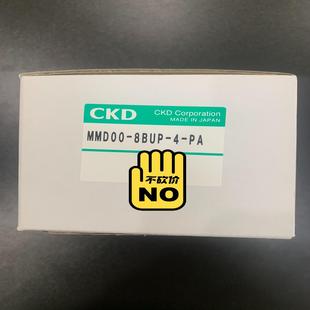 CKD
CKD Corporation
MADE IN JAPAN
MMD00-8BUP-4-PA
不砍价
NO